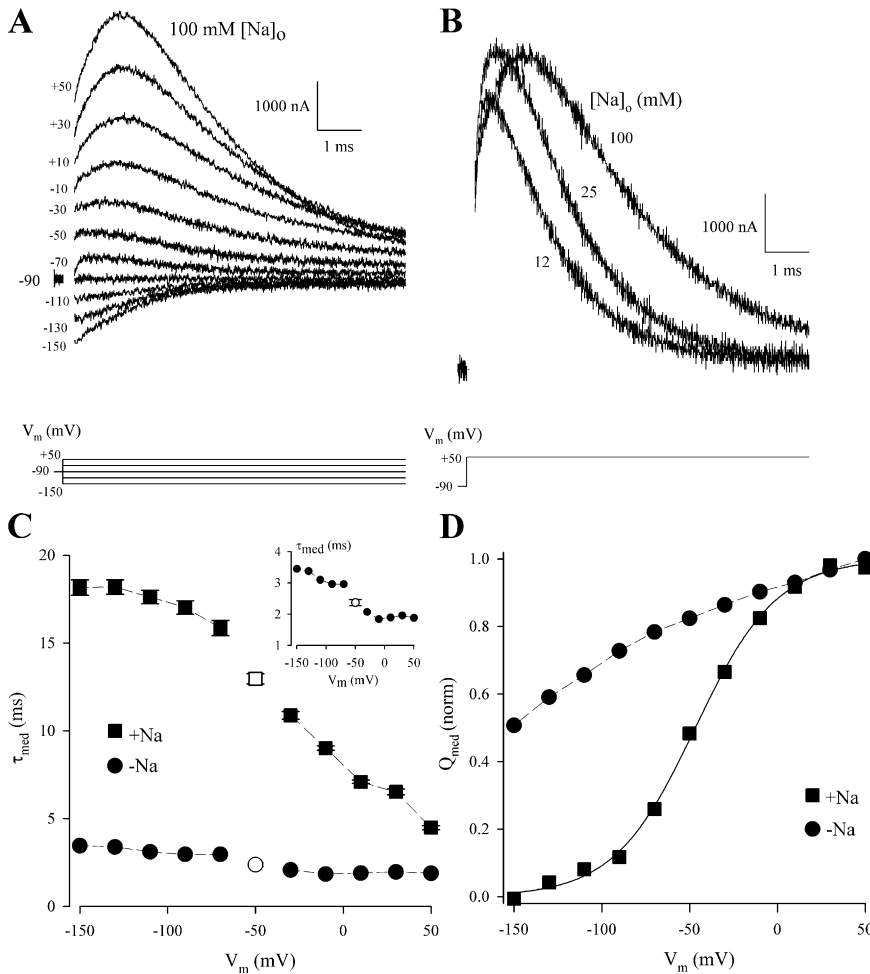 A
100 mM [Na]o
+50
+30
+10
-10
-30
-50
-70
-90
-110
-130
-150
1000 nA
1 ms
Vm (mV)
+50
-90
-150
B
[Na]o (mM)
100
25
12
1000 nA
1 ms
Vm (mV)
+50
-90
C
20
15
10
5
0
τmed (ms)
+Na
-Na
-150
-100
-50
0
50
Vm (mV)
τmed (ms)
4
3
2
1
-150
-100
-50
0
50
Vm (mV)
D
1.0
0.8
0.6
0.4
0.2
0.0
Qmed (norm)
+Na
-Na
-150
-100
-50
0
50
Vm (mV)